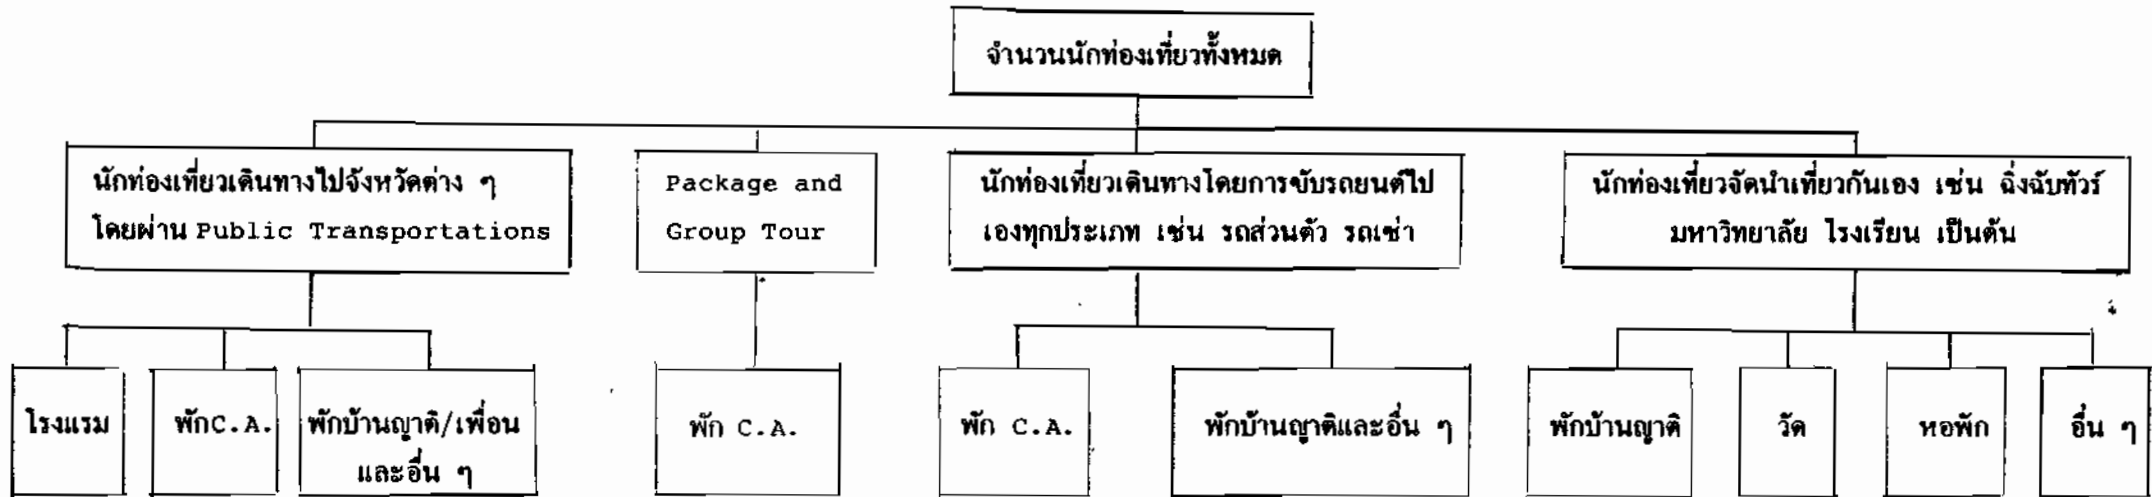 จำนวนนักท่องเที่ยวทั้งหมด
นักท่องเที่ยวเดินทางไปจังหวัดต่าง ๆ
โดยผ่าน Public Transportations
Package and
Group Tour
นักท่องเที่ยวเดินทางโดยการขับรถยนต์ไป
เองทุกประเภท เช่น รถส่วนตัว รถเช่า
นักท่องเที่ยวจัดนำเที่ยวกันเอง เช่น ฉิ่งฉับทัวร์
มหาวิทยาลัย โรงเรียน เป็นต้น
โรงแรม
พักC.A.
พักบ้านญาติ/เพื่อน
และอื่น ๆ
พัก C.A.
พัก C.A.
พักบ้านญาติและอื่น ๆ
พักบ้านญาติ
วัด
หอพัก
อื่น ๆ